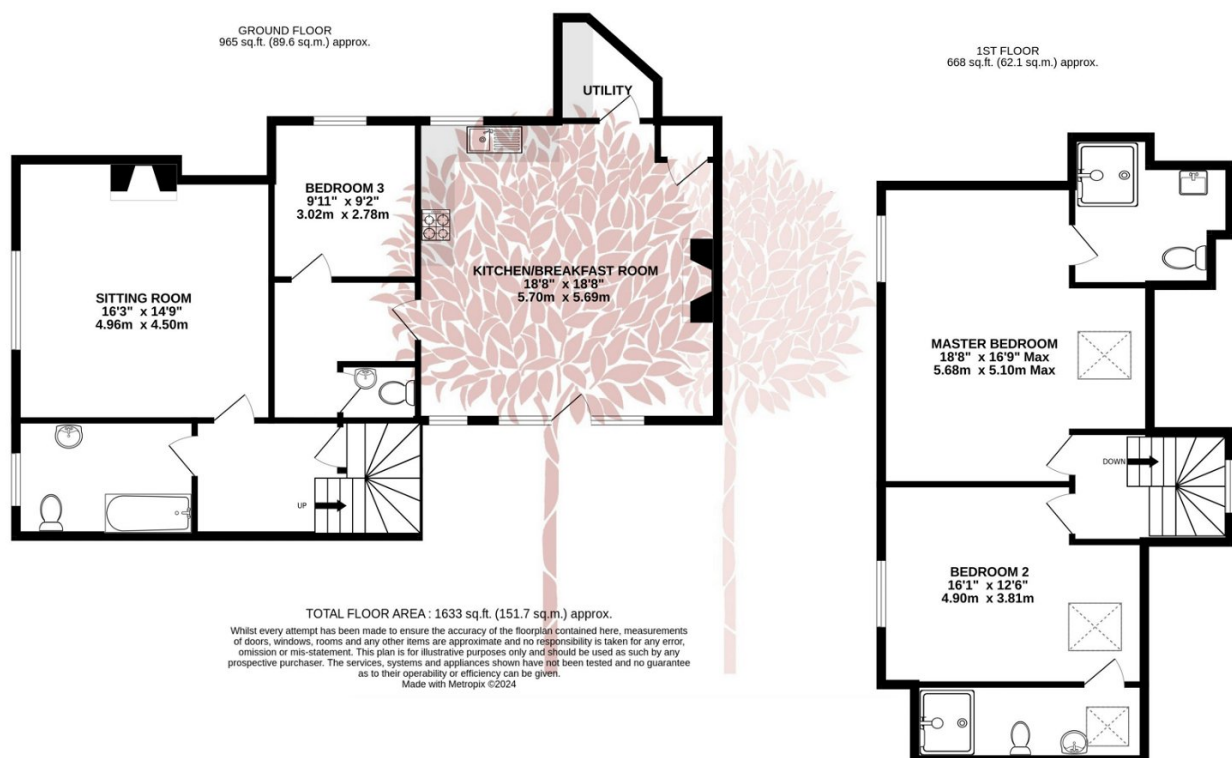 GROUND FLOOR
965 sq.ft. (89.6 sq.m.) approx.
1ST FLOOR
668 sq.ft. (62.1 sq.m.) approx.
UTILITY
BEDROOM 3
9'11" x 9'2"
3.02m x 2.78m
KITCHEN/BREAKFAST ROOM
18'8" x 18'8"
5.70m x 5.69m
SITTING ROOM
16'3" x 14'9"
4.96m x 4.50m
UP
MASTER BEDROOM
18'8" x 16'9" Max
5.68m x 5.10m Max
DOWN
BEDROOM 2
16'1" x 12'6"
4.90m x 3.81m
TOTAL FLOOR AREA : 1633 sq.ft. (151.7 sq.m.) approx.
Whilst every attempt has been made to ensure the accuracy of the floorplan contained here, measurements
of doors, windows, rooms and any other items are approximate and no responsibility is taken for any error,
omission or mis-statement. This plan is for illustrative purposes only and should be used as such by any
prospective purchaser. The services, systems and appliances shown have not been tested and no guarantee
as to their operability or efficiency can be given.
Made with Metropix ©2024